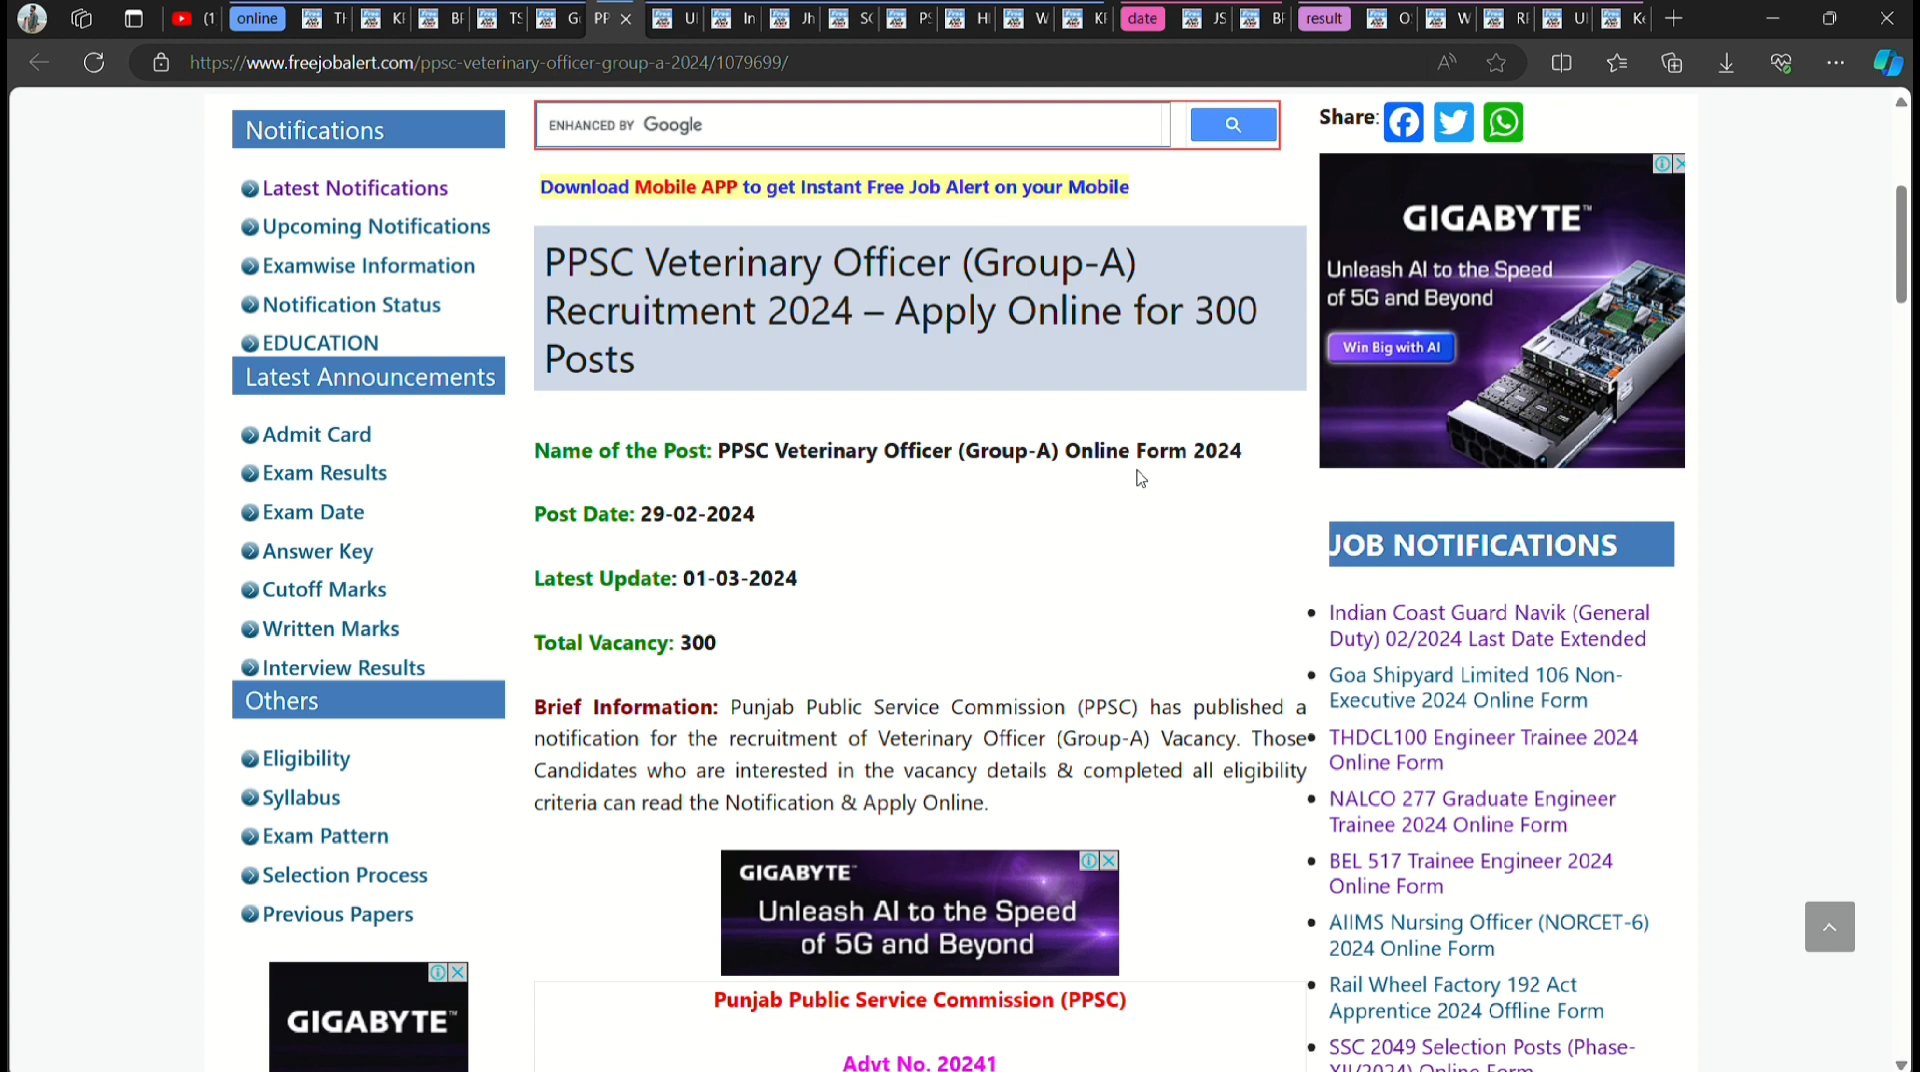 (1
online
result
date
https://www.freejobalert.com/ppsc-veterinary-officer-group-a-2024/1079699/
Notifications
Latest Notifications
Upcoming Notifications
Examwise Information
Notification Status
EDUCATION
Latest Announcements
Admit Card
Exam Results
Exam Date
Answer Key
Cutoff Marks
Written Marks
Interview Results
Others
Eligibility
Syllabus
Exam Pattern
Selection Process
Previous Papers
GIGABYTE™
ENHANCED BY Google
Download Mobile APP to get Instant Free Job Alert on your Mobile
PPSC Veterinary Officer (Group-A)
Recruitment 2024 – Apply Online for 300
Posts
Name of the Post: PPSC Veterinary Officer (Group-A) Online Form 2024
Post Date: 29-02-2024
Latest Update: 01-03-2024
Total Vacancy: 300
Brief Information: Punjab Public Service Commission (PPSC) has published a
notification for the recruitment of Veterinary Officer (Group-A) Vacancy. Those
Candidates who are interested in the vacancy details & completed all eligibility
criteria can read the Notification & Apply Online.
GIGABYTE™
Unleash AI to the Speed
of 5G and Beyond
Punjab Public Service Commission (PPSC)
Advt No. 20241
Share:
GIGABYTE™
Unleash AI to the Speed
of 5G and Beyond
Win Big with AI
JOB NOTIFICATIONS
Indian Coast Guard Navik (General
Duty) 02/2024 Last Date Extended
Goa Shipyard Limited 106 Non-
Executive 2024 Online Form
THDCL100 Engineer Trainee 2024
Online Form
NALCO 277 Graduate Engineer
Trainee 2024 Online Form
BEL 517 Trainee Engineer 2024
Online Form
AIIMS Nursing Officer (NORCET-6)
2024 Online Form
Rail Wheel Factory 192 Act
Apprentice 2024 Offline Form
SSC 2049 Selection Posts (Phase-
XII/2024) Online Form